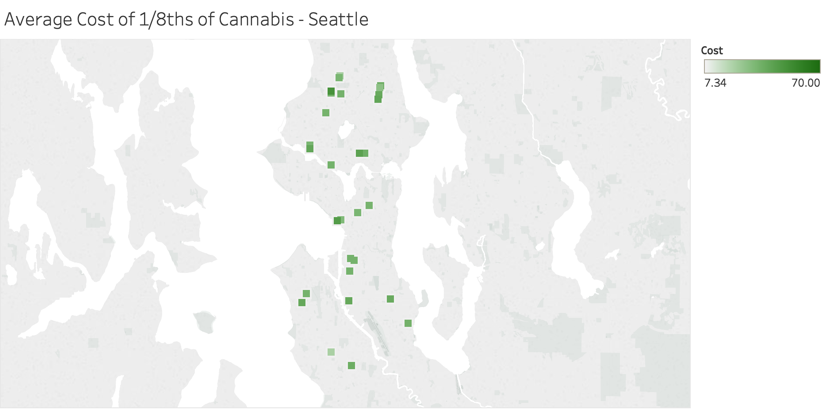 Average Cost of 1/8ths of Cannabis - Seattle
Cost
7.34 70.00